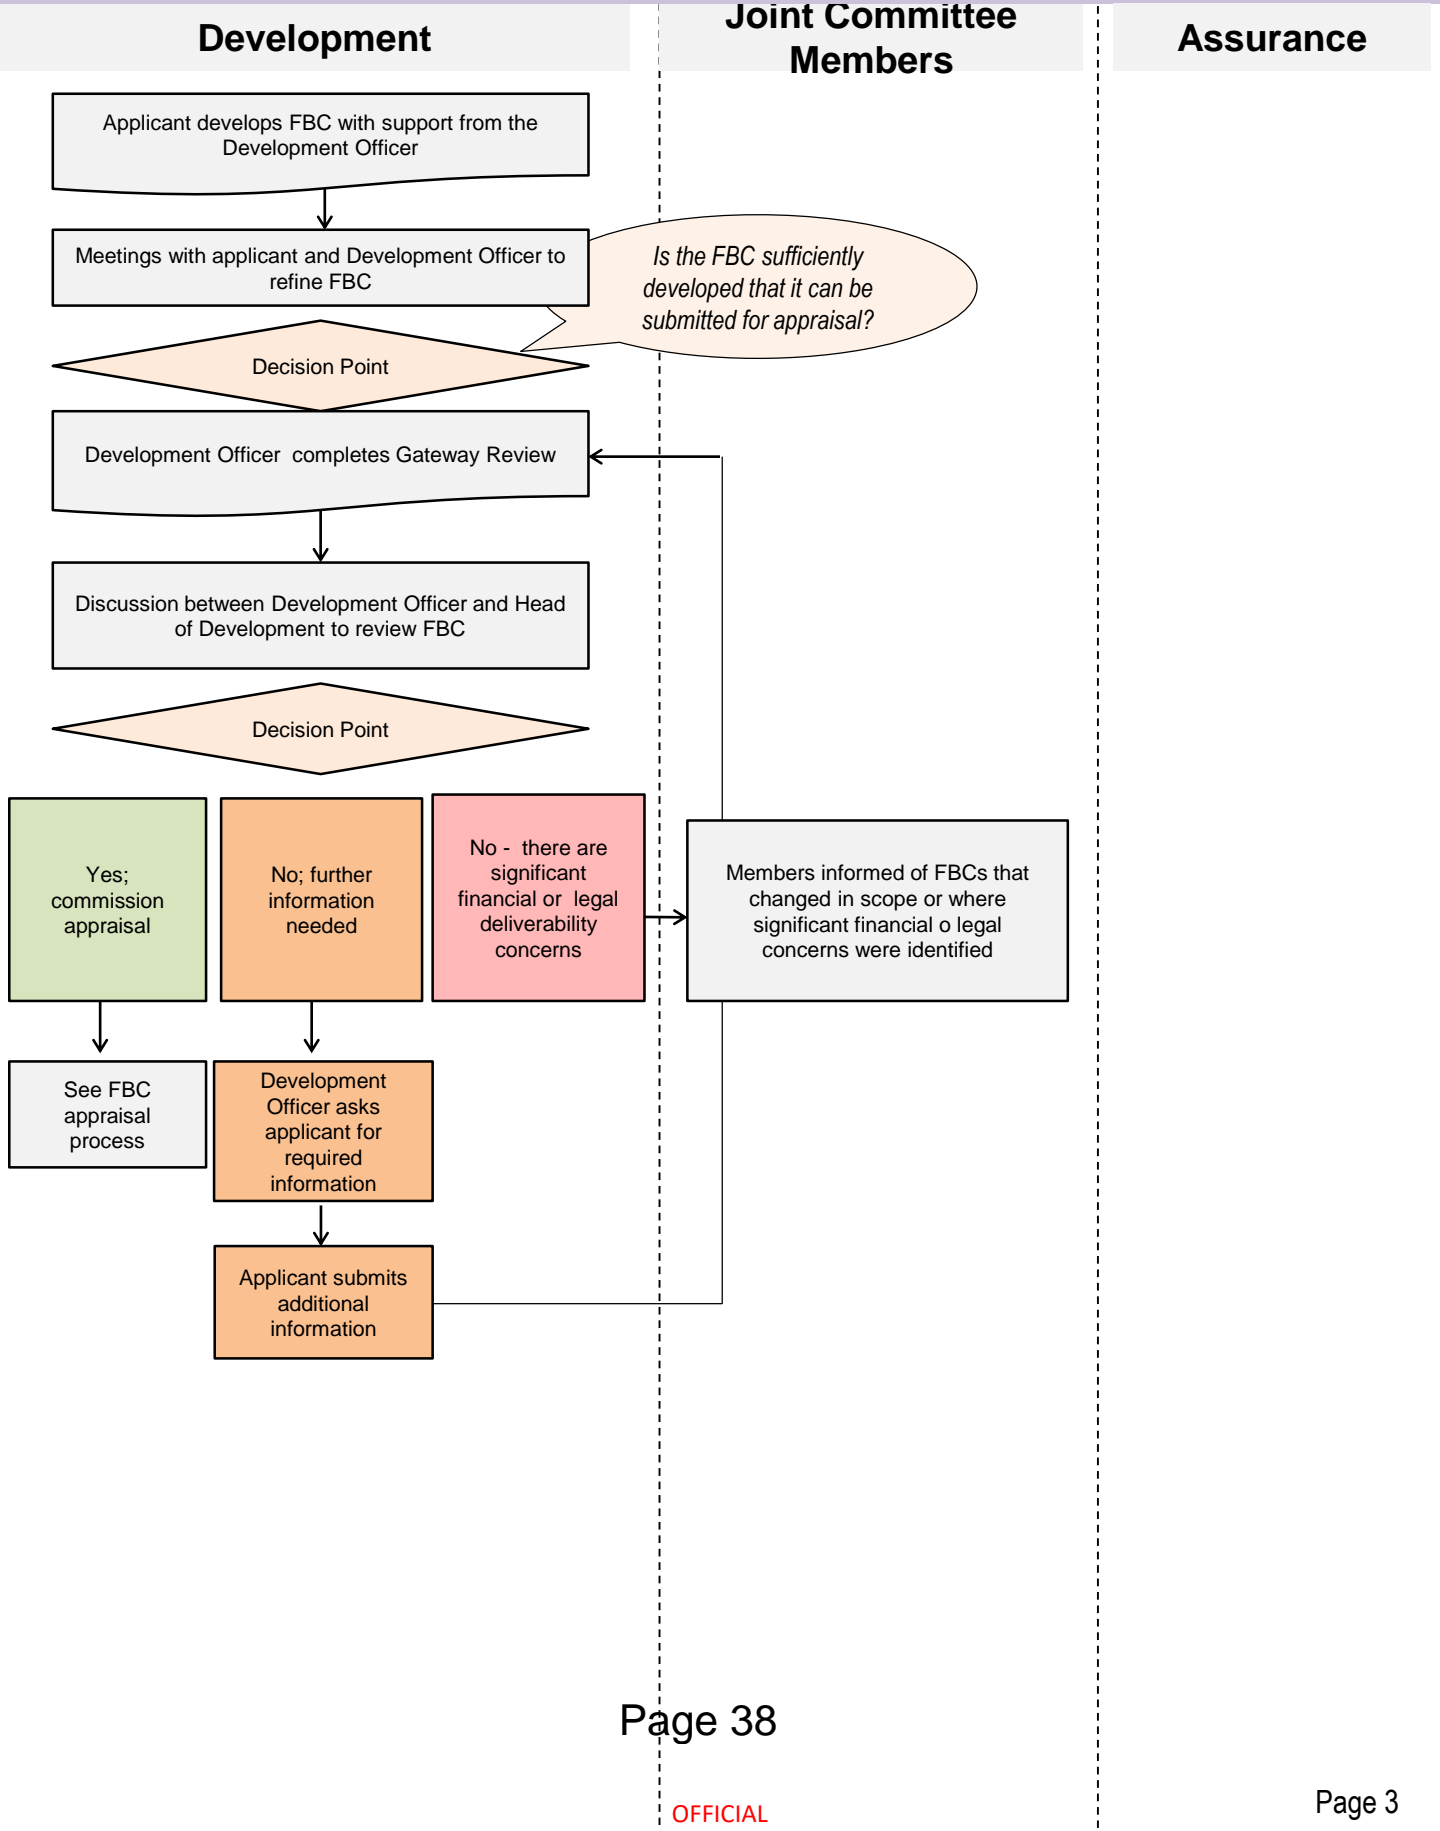 Development
Joint Committee
Members
Assurance
Applicant develops FBC with support from the
Development Officer
Meetings with applicant and Development Officer to
refine FBC
Is the FBC sufficiently
developed that it can be
submitted for appraisal?
Decision Point
Development Officer completes Gateway Review
Discussion between Development Officer and Head
of Development to review FBC
Decision Point
Yes;
commission
appraisal
No; further
information
needed
No - there are
significant
financial or legal
deliverability
concerns
Members informed of FBCs that
changed in scope or where
significant financial o legal
concerns were identified
See FBC
appraisal
process
Development
Officer asks
applicant for
required
information
Applicant submits
additional
information
Page 38
OFFICIAL
Page 3